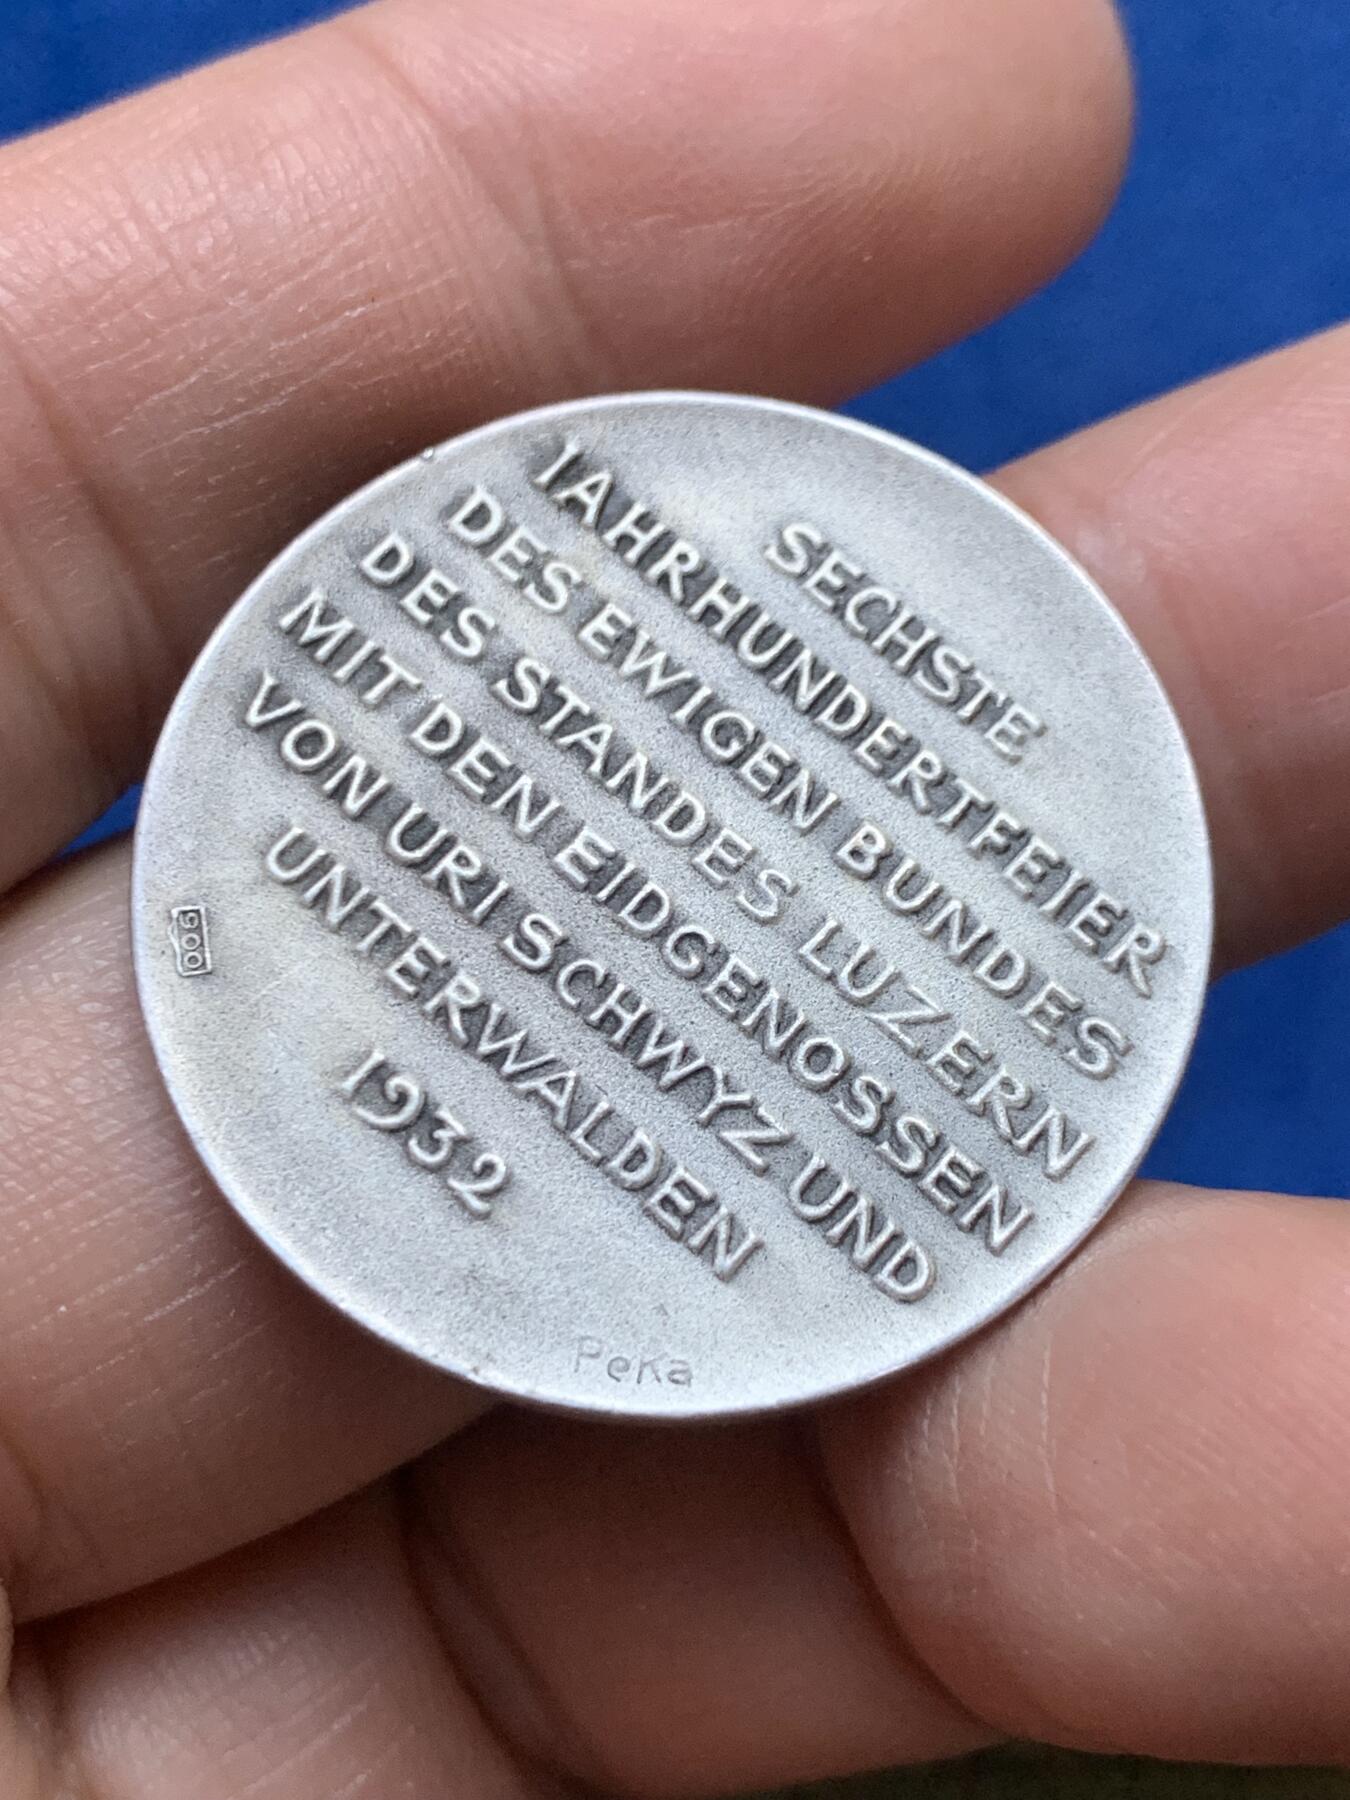 SECHSTE
IAHRHUNDERTFEIER
DES EWIGEN BUNDES
DES STANDES LUZERN
MIT DEN EIDGENOSSEN
VON URI SCHWYZ UND
UNTERWALDEN
1932
900
PeKa